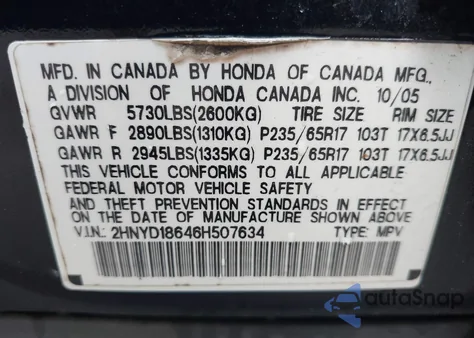 MFD. IN CANADA BY HONDA OF CANADA MFG.,
A DIVISION OF HONDA CANADA INC. 10/05
GVWR 5730LBS(2600KG) TIRE SIZE RIM SIZE
GAWR F 2890LBS(1310KG) P235/65R17 103T 17X6.5JJ
GAWR R 2945LBS(1335KG) P235/65R17 103T 17X6.5JJ
THIS VEHICLE CONFORMS TO ALL APPLICABLE
FEDERAL MOTOR VEHICLE SAFETY
AND THEFT PREVENTION STANDARDS IN EFFECT
ON THE DATE OF MANUFACTURE SHOWN ABOVE
V.I.N.: 2HNYD18646H507634 TYPE: MPV
autoSnap